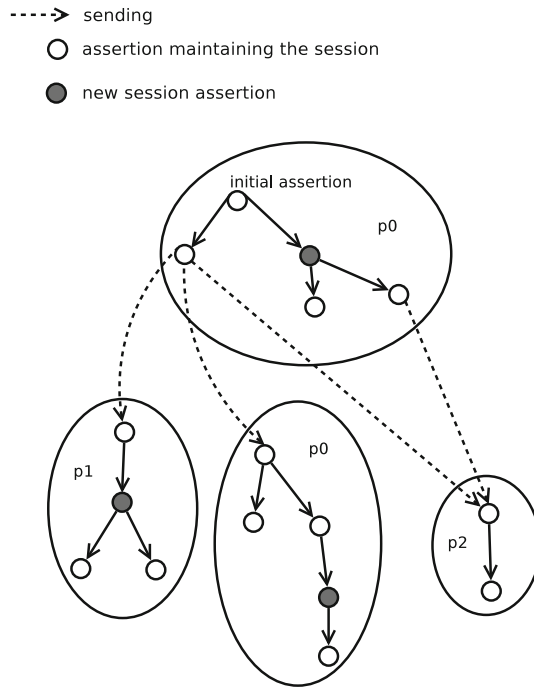 sending
assertion maintaining the session
new session assertion
initial assertion
p0
p1
p0
p2